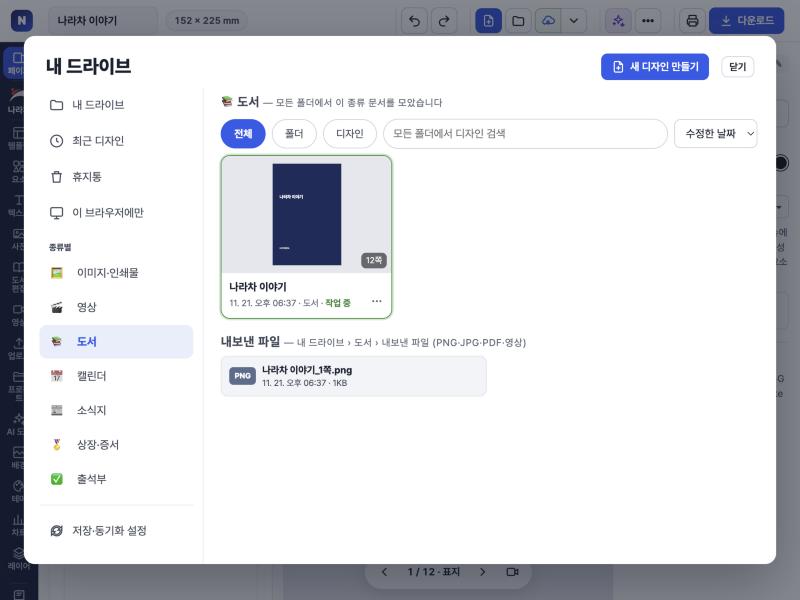 N
나라차 이야기
152 × 225 mm
다운로드
내 드라이브
새 디자인 만들기
닫기
내 드라이브
최근 디자인
휴지통
이 브라우저에만
종류별
이미지·인쇄물
영상
도서
캘린더
소식지
상장·증서
출석부
저장·동기화 설정
도서 — 모든 폴더에서 이 종류 문서를 모았습니다
전체
폴더
디자인
모든 폴더에서 디자인 검색
수정한 날짜
나라차 이야기
12쪽
나라차 이야기
11. 21. 오후 06:37 · 도서 · 작업 중
내보낸 파일 — 내 드라이브 › 도서 › 내보낸 파일 (PNG·JPG·PDF·영상)
PNG
나라차 이야기_1쪽.png
11. 21. 오후 06:37 · 1KB
1 / 12 · 표지